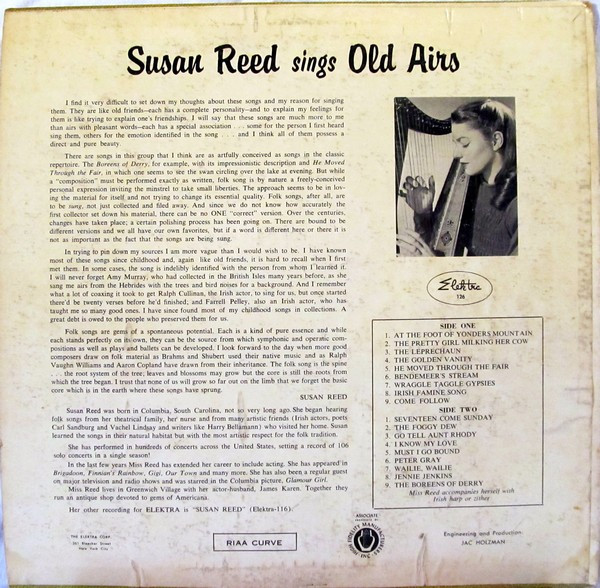 Susan Reed sings Old Airs
I find it very difficult to set down my thoughts about these songs and my reason for singing
them. They are like old friends—each has a complete personality—and to explain my feelings for
them is like trying to explain one's friendships. I will say that these songs are much more to me
than airs with pleasant words—each has a special association . . . some for the person I first heard
sing them, others for the emotion identified in the song . . . . and I think all of them possess a
direct and pure beauty.
There are songs in this group that I think are as artfully conceived as songs in the classic
repertoire. The Boreens of Derry, for example, with its impressionistic description and He Moved
Through the Fair, in which one seems to see the swan circling over the lake at evening. But while
a "composition" must be performed exactly as written, folk song is by nature a freely-conceived
personal expression inviting the minstrel to take small liberties. The approach seems to be in lov-
ing the material for itself and not trying to change its essential quality. Folk songs, after all, are
to be sung, not just collected and filed away. And since we do not know how accurately the
first collector set down his material, there can be no ONE "correct" version. Over the centuries,
changes have taken place; a certain polishing process has been going on. There are bound to be
different versions and we all have our own favorites, but if a word is different here or there it is
not as important as the fact that the songs are being sung.
In trying to pin down my sources I am more vague than I would wish to be. I have known
most of these songs since childhood and, again like old friends, it is hard to recall when I first
met them. In some cases, the song is indelibly identified with the person from whom I learned it.
I will never forget Amy Murray, who had collected in the British Isles many years before, as she
sang me airs from the Hebrides with the trees and bird noises for a background. And I remember
what a lot of coaxing it took to get Ralph Cullinan, the Irish actor, to sing for us, but once started
there'd be twenty verses before he'd finished; and Farrell Pelley, also an Irish actor, who has
taught me so many good ones. I have since found most of my childhood songs in collections. A
great debt is owed to the people who preserved them for us.
Folk songs are gems of a spontaneous potential. Each is a kind of pure essence and while
each stands perfectly on its own, they can be the source from which symphonic and operatic com-
positions as well as plays and ballets can be developed. I look forward to the day when more good
composers draw on folk material as Brahms and Shubert used their native music and as Ralph
Vaughn Williams and Aaron Copland have drawn from their inheritance. The folk song is the spine
. . . the root system of the tree; leaves and blossoms may grow but the core is still the roots from
which the tree began. I trust that none of us will grow so far out on the limb that we forget the basic
core which is in the earth where these songs have sprung.
SUSAN REED
Susan Reed was born in Columbia, South Carolina, not so very long ago. She began hearing
folk songs from her theatrical family, her nurse and from many artistic friends (Irish actors, poets
Carl Sandburg and Vachel Lindsay and writers like Harry Bellamann) who visited her home. Susan
learned the songs in their natural habitat but with the most artistic respect for the folk tradition.
She has performed in hundreds of concerts across the United States, setting a record of 106
solo concerts in a single season!
In the last few years Miss Reed has extended her career to include acting. She has appeared in
Brigadoon, Finnian's Rainbow, Gigi, Our Town and many more. She has also been a regular guest
on major television and radio shows and was starred in the Columbia picture, Glamour Girl.
Miss Reed lives in Greenwich Village with her actor-husband, James Karen. Together they
run an antique shop devoted to gems of Americana.
Her other recording for ELEKTRA is "SUSAN REED" (Elektra-116).
Elektra
126
SIDE ONE
1. AT THE FOOT OF YONDERS MOUNTAIN
2. THE PRETTY GIRL MILKING HER COW
3. THE LEPRECHAUN
4. THE GOLDEN VANITY
5. HE MOVED THROUGH THE FAIR
6. BENDEMEER'S STREAM
7. WRAGGLE TAGGLE GYPSIES
8. IRISH FAMINE SONG
9. COME FOLLOW
SIDE TWO
1. SEVENTEEN COME SUNDAY
2. THE FOGGY DEW
3. GO TELL AUNT RHODY
4. I KNOW MY LOVE
5. MUST I GO BOUND
6. PETER GRAY
7. WAILIE, WAILIE
8. JENNIE JENKINS
9. THE BOREENS OF DERRY
Miss Reed accompanies herself with
Irish harp or zither
THE ELEKTRA CORP.
361 Bleecker Street
New York City
RIAA CURVE
ASSOCIATE
HIGH FIDELITY MANUFACTURERS
Engineering and Production
JAC HOLZMAN